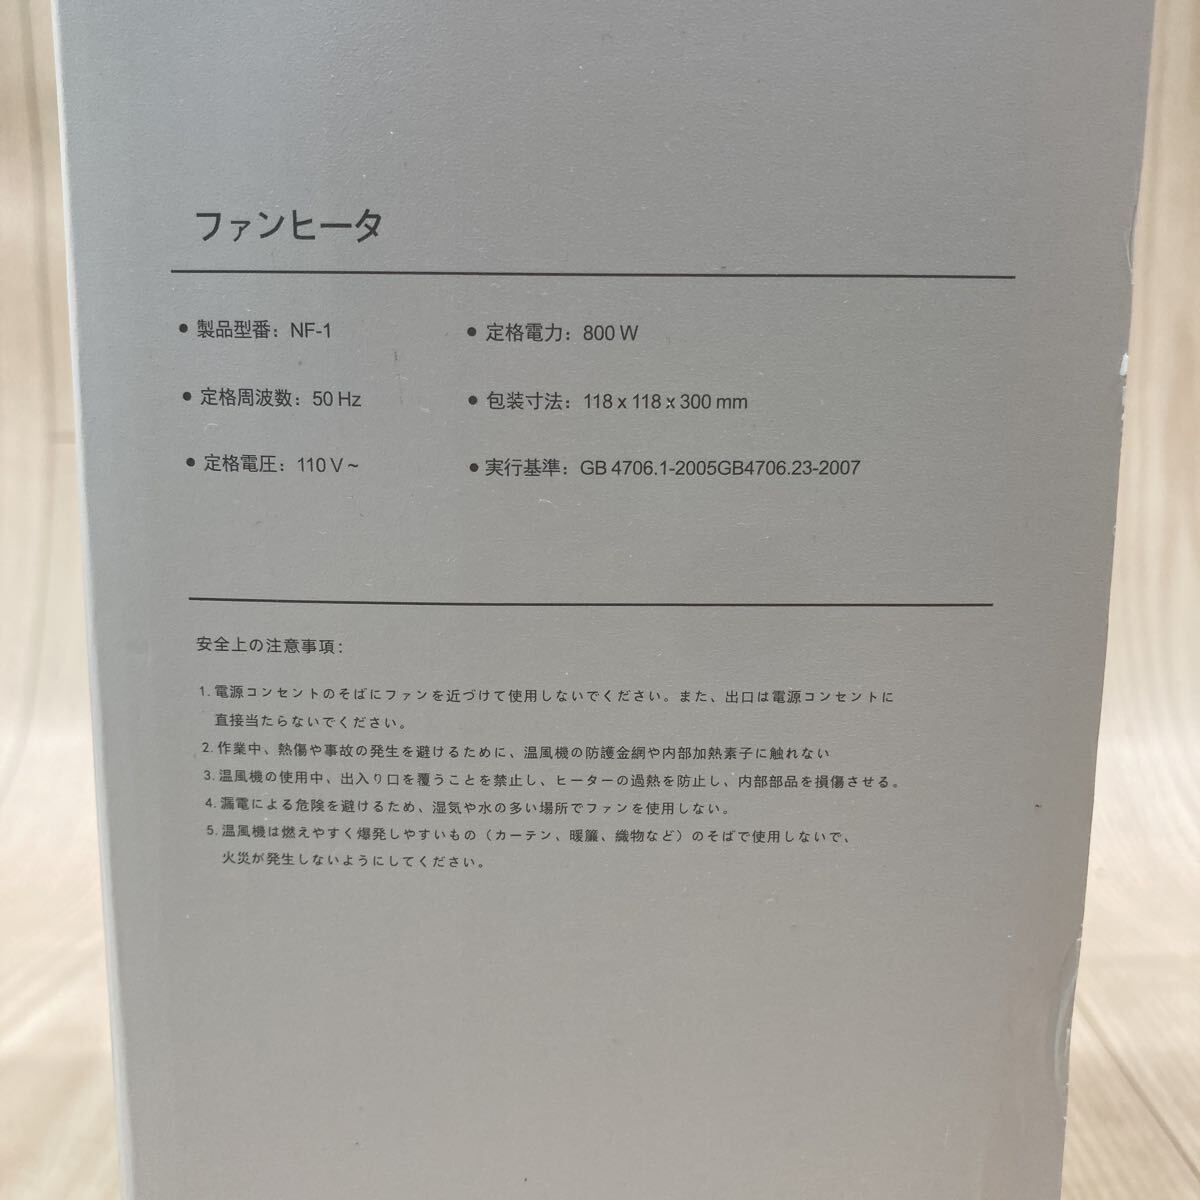 ファンヒータ
● 製品型番： NF-1
● 定格電力： 800 W
● 定格周波数： 50 Hz
● 包装寸法： 118 x 118 x 300 mm
● 定格電圧： 110 V ~
● 実行基準： GB 4706.1-2005GB4706.23-2007
安全上の注意事項：
1. 電源コンセントのそばにファンを近づけて使用しないでください。また、出口は電源コンセントに
直接当たらないでください。
2. 作業中、熱傷や事故の発生を避けるために、温風機の防護金網や内部加熱素子に触れない
3. 温風機の使用中、出入り口を覆うことを禁止し、ヒーターの過熱を防止し、内部部品を損傷させる。
4. 漏電による危険を避けるため、湿気や水の多い場所でファンを使用しない。
5. 温風機は燃えやすく爆発しやすいもの（カーテン、暖簾、織物など）のそばで使用しないで、
火災が発生しないようにしてください。